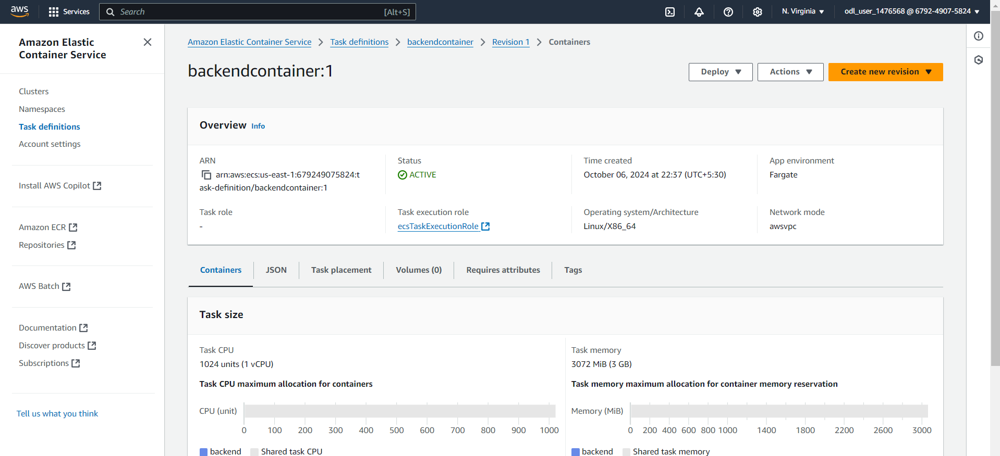 aws
Services
Search
[Alt+S]
N. Virginia
odl_user_1476568 @ 6792-4907-5824
Amazon Elastic
Container Service
Clusters
Namespaces
Task definitions
Account settings
Install AWS Copilot
Amazon ECR
Repositories
AWS Batch
Documentation
Discover products
Subscriptions
Tell us what you think
Amazon Elastic Container Service > Task definitions > backendcontainer > Revision 1 > Containers
backendcontainer:1
Deploy
Actions
Create new revision
Overview Info
ARN
arn:aws:ecs:us-east-1:679249075824:t
ask-definition/backendcontainer:1
Status
ACTIVE
Time created
October 06, 2024 at 22:37 (UTC+5:30)
App environment
Fargate
Task role
-
Task execution role
ecsTaskExecutionRole
Operating system/Architecture
Linux/X86_64
Network mode
awsvpc
Containers
JSON
Task placement
Volumes (0)
Requires attributes
Tags
Task size
Task CPU
1024 units (1 vCPU)
Task CPU maximum allocation for containers
CPU (unit)
0 100 200 300 400 500 600 700 800 900 1000
backend Shared task CPU
Task memory
3072 MiB (3 GB)
Task memory maximum allocation for container memory reservation
Memory (MiB)
0 200 400 600 800 1000 1400 1800 2200 2600 3000
backend Shared task memory